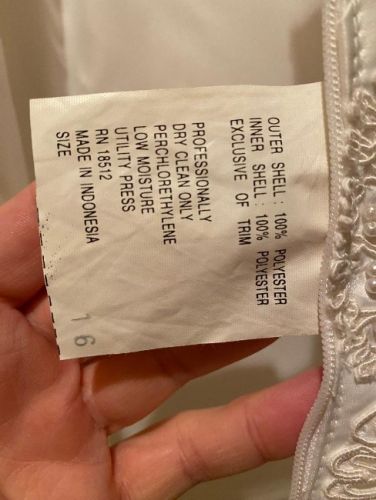 OUTER SHELL : 100% POLYESTER
INNER SHELL : 100% POLYESTER
EXCLUSIVE OF TRIM
PROFESSIONALLY
DRY CLEAN ONLY
PERCHLORETHYLENE
LOW MOISTURE
UTILITY PRESS
RN 18512
MADE IN INDONESIA
SIZE
16